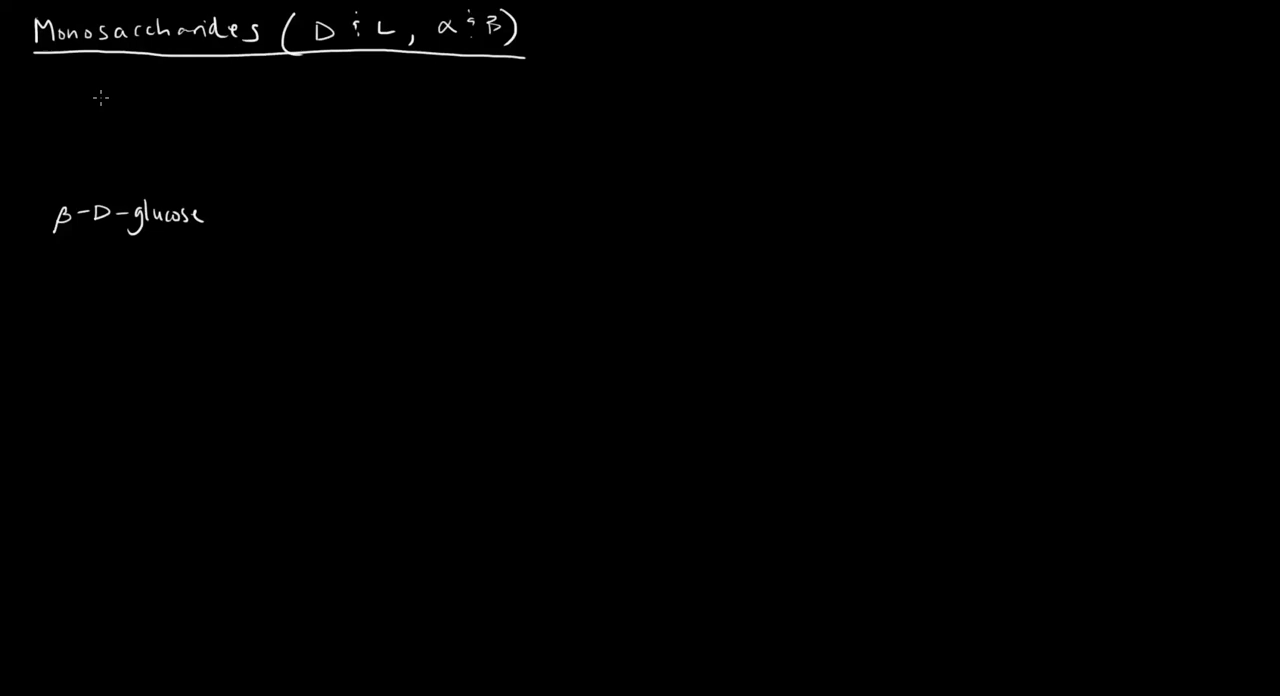 Monosaccharides ( D & L, α & β)
β-D-glucose